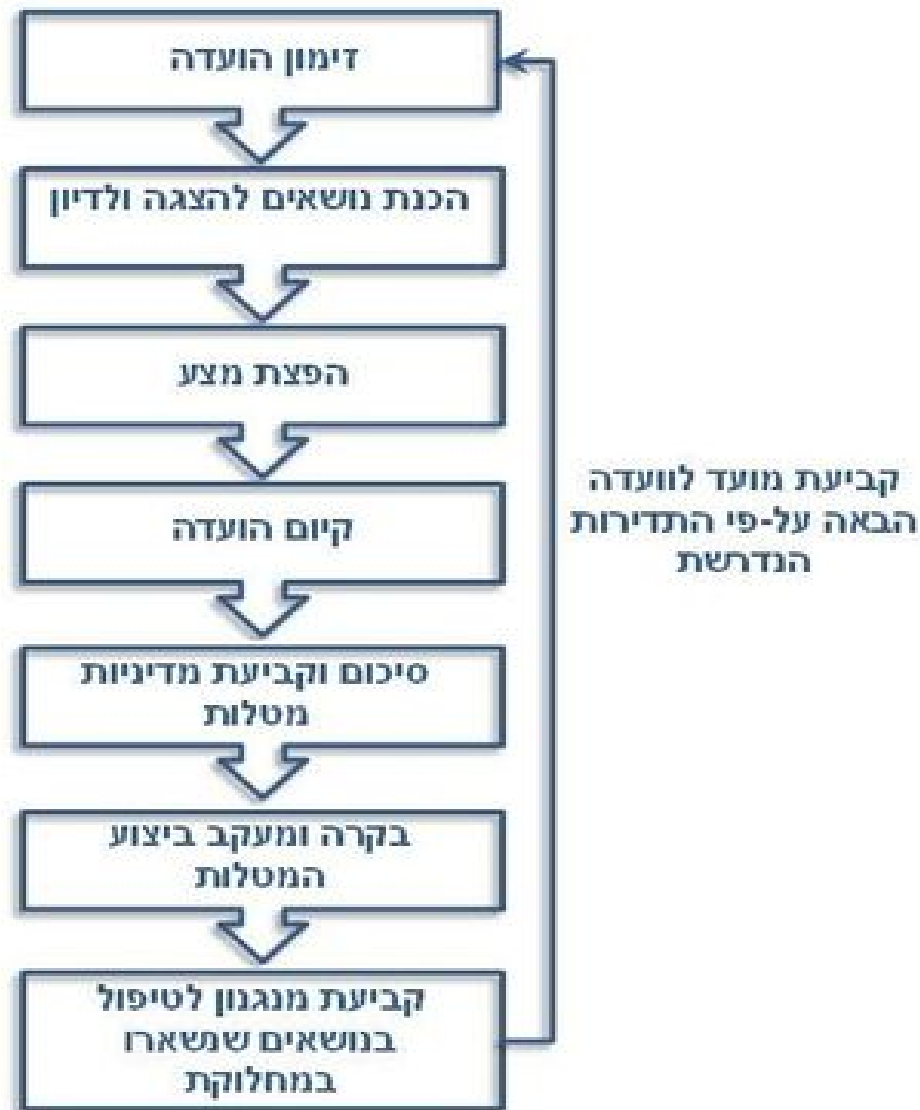 זימון הועדה
הכנת נושאים להצגה ולדיון
הפצת מצע
קיום הועדה
סיכום וקביעת מדיניות
מטלות
בקרה ומעקב ביצוע
המטלות
קביעת מנגנון לטיפול
בנושאים שנשארו
במחלוקת
קביעת מועד לוועדה
הבאה על-פי התדירות
הנדרשת